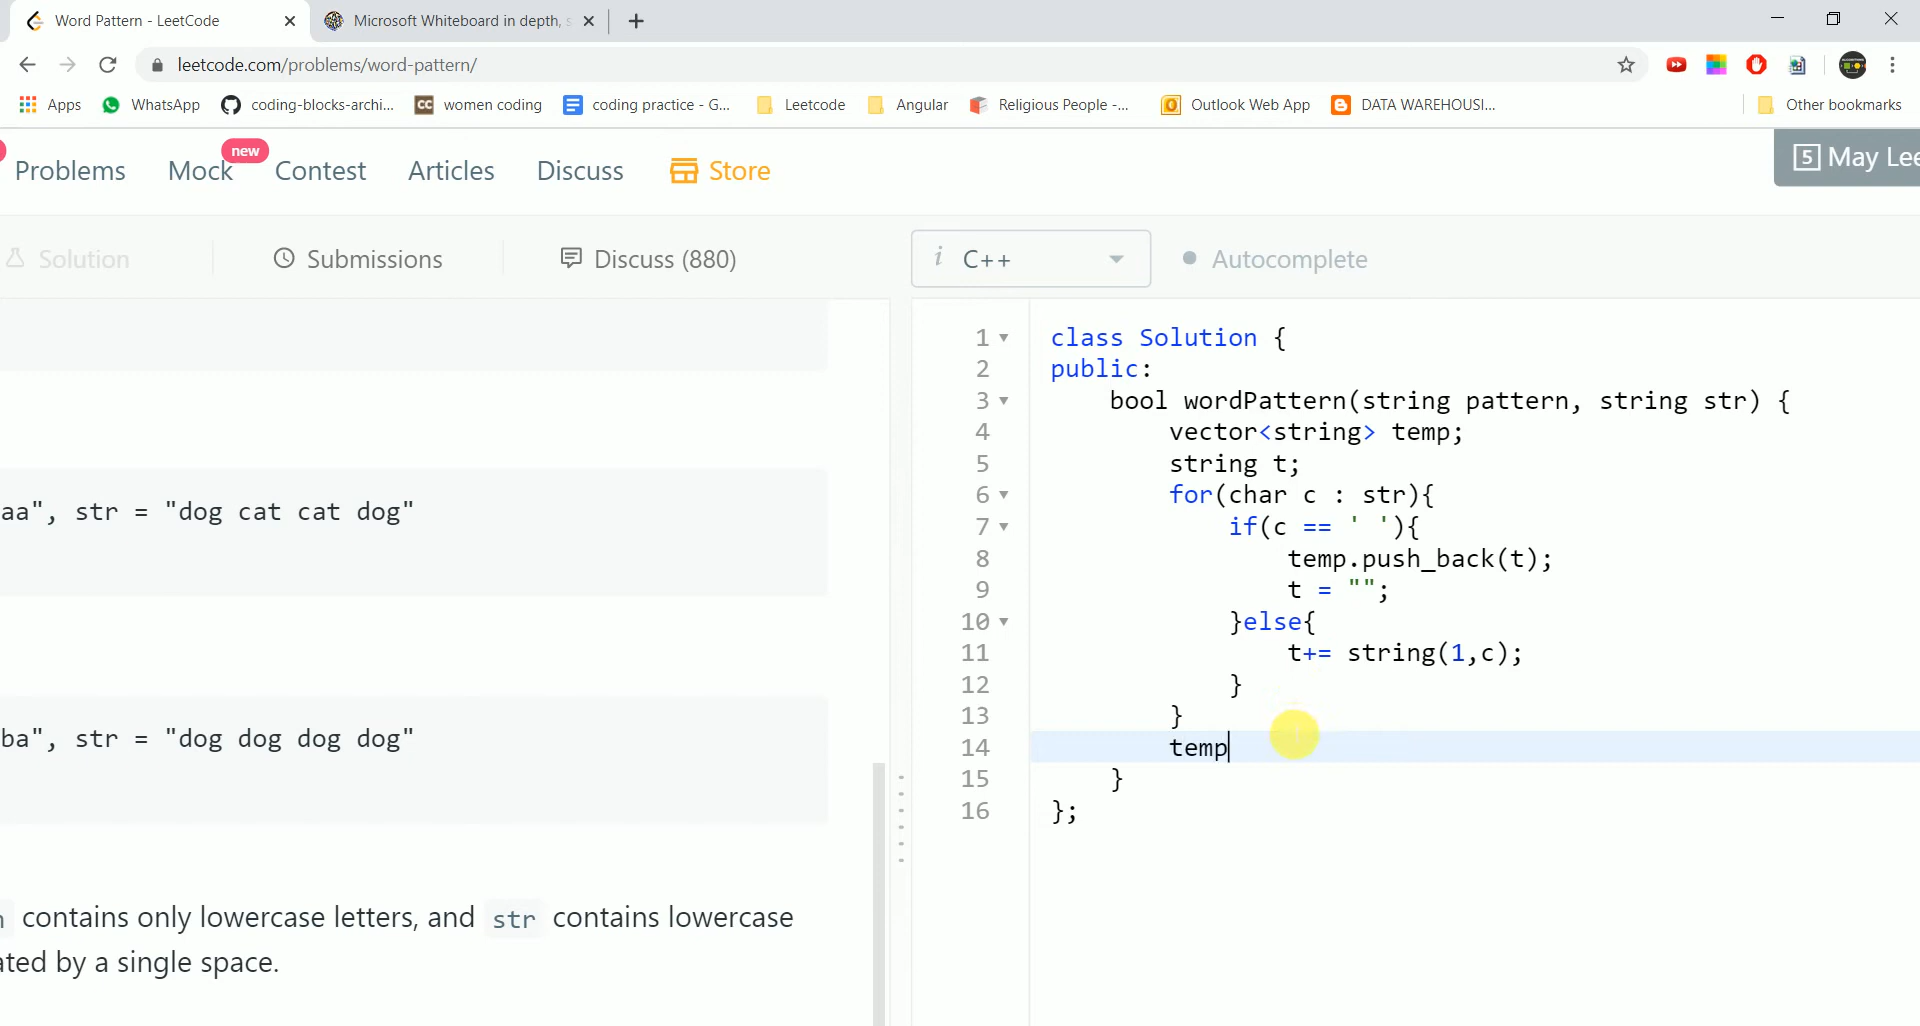 Word Pattern - LeetCode
Microsoft Whiteboard in depth,
leetcode.com/problems/word-pattern/
Apps WhatsApp coding-blocks-archi... women coding coding practice - G... Leetcode Angular Religious People -... Outlook Web App DATA WAREHOUSI... Other bookmarks
Problems Mock new Contest Articles Discuss Store 5 May Lee
Solution Submissions Discuss (880) i C++ Autocomplete
aa", str = "dog cat cat dog"
ba", str = "dog dog dog dog"
contains only lowercase letters, and str contains lowercase
ated by a single space.
1 class Solution {
2 public:
3 bool wordPattern(string pattern, string str) {
4 vector<string> temp;
5 string t;
6 for(char c : str){
7 if(c == ' '){
8 temp.push_back(t);
9 t = "";
10 }else{
11 t+= string(1,c);
12 }
13 }
14 temp
15 }
16 };